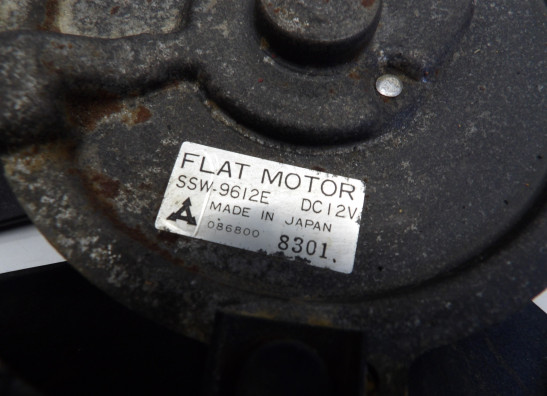 FLAT MOTOR
SSW-9612E DC12V
MADE IN JAPAN
086800 8301.